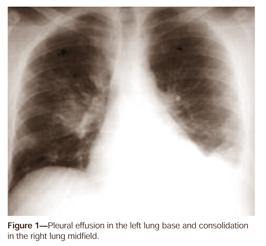 Figure 1—Pleural effusion in the left lung base and consolidation
in the right lung midfield.